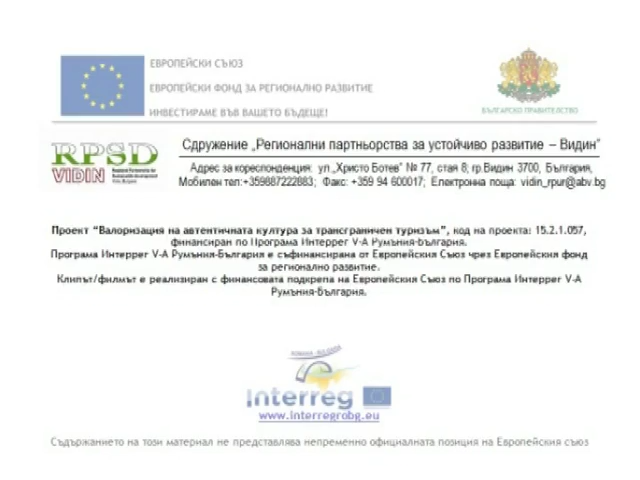 ЕВРОПЕЙСКИ СЪЮЗ
ЕВРОПЕЙСКИ ФОНД ЗА РЕГИОНАЛНО РАЗВИТИЕ
ИНВЕСТИРАМЕ ВЪВ ВАШЕТО БЪДЕЩЕ!
БЪЛГАРСКО ПРАВИТЕЛСТВО
RPSD
VIDIN
Regional Partnerships for
Sustainable development
Сдружение „Регионални партньорства за устойчиво развитие – Видин"
Адрес за кореспонденция: ул.„Христо Ботев" № 77, стая 8; гр.Видин 3700, България,
Мобилен тел:+359887222883; Факс: +359 94 600017; Електронна поща: vidin_rpur@abv.bg
Проект “Валоризация на автентичната култура за трансграничен туризъм”, код на проекта: 15.2.1.057,
финансиран по Програма Интеррег V-A Румъния-България.
Програма Интеррег V-A Румъния-България е съфинансирана от Европейския Съюз чрез Европейския фонд
за регионално развитие.
Клипът/филмът е реализиран с финансовата подкрепа на Европейския Съюз по Програма Интеррег V-A
Румъния-България.
Interreg
www.interregrobg.eu
Съдържанието на този материал не представлява непременно официалната позиция на Европейския съюз